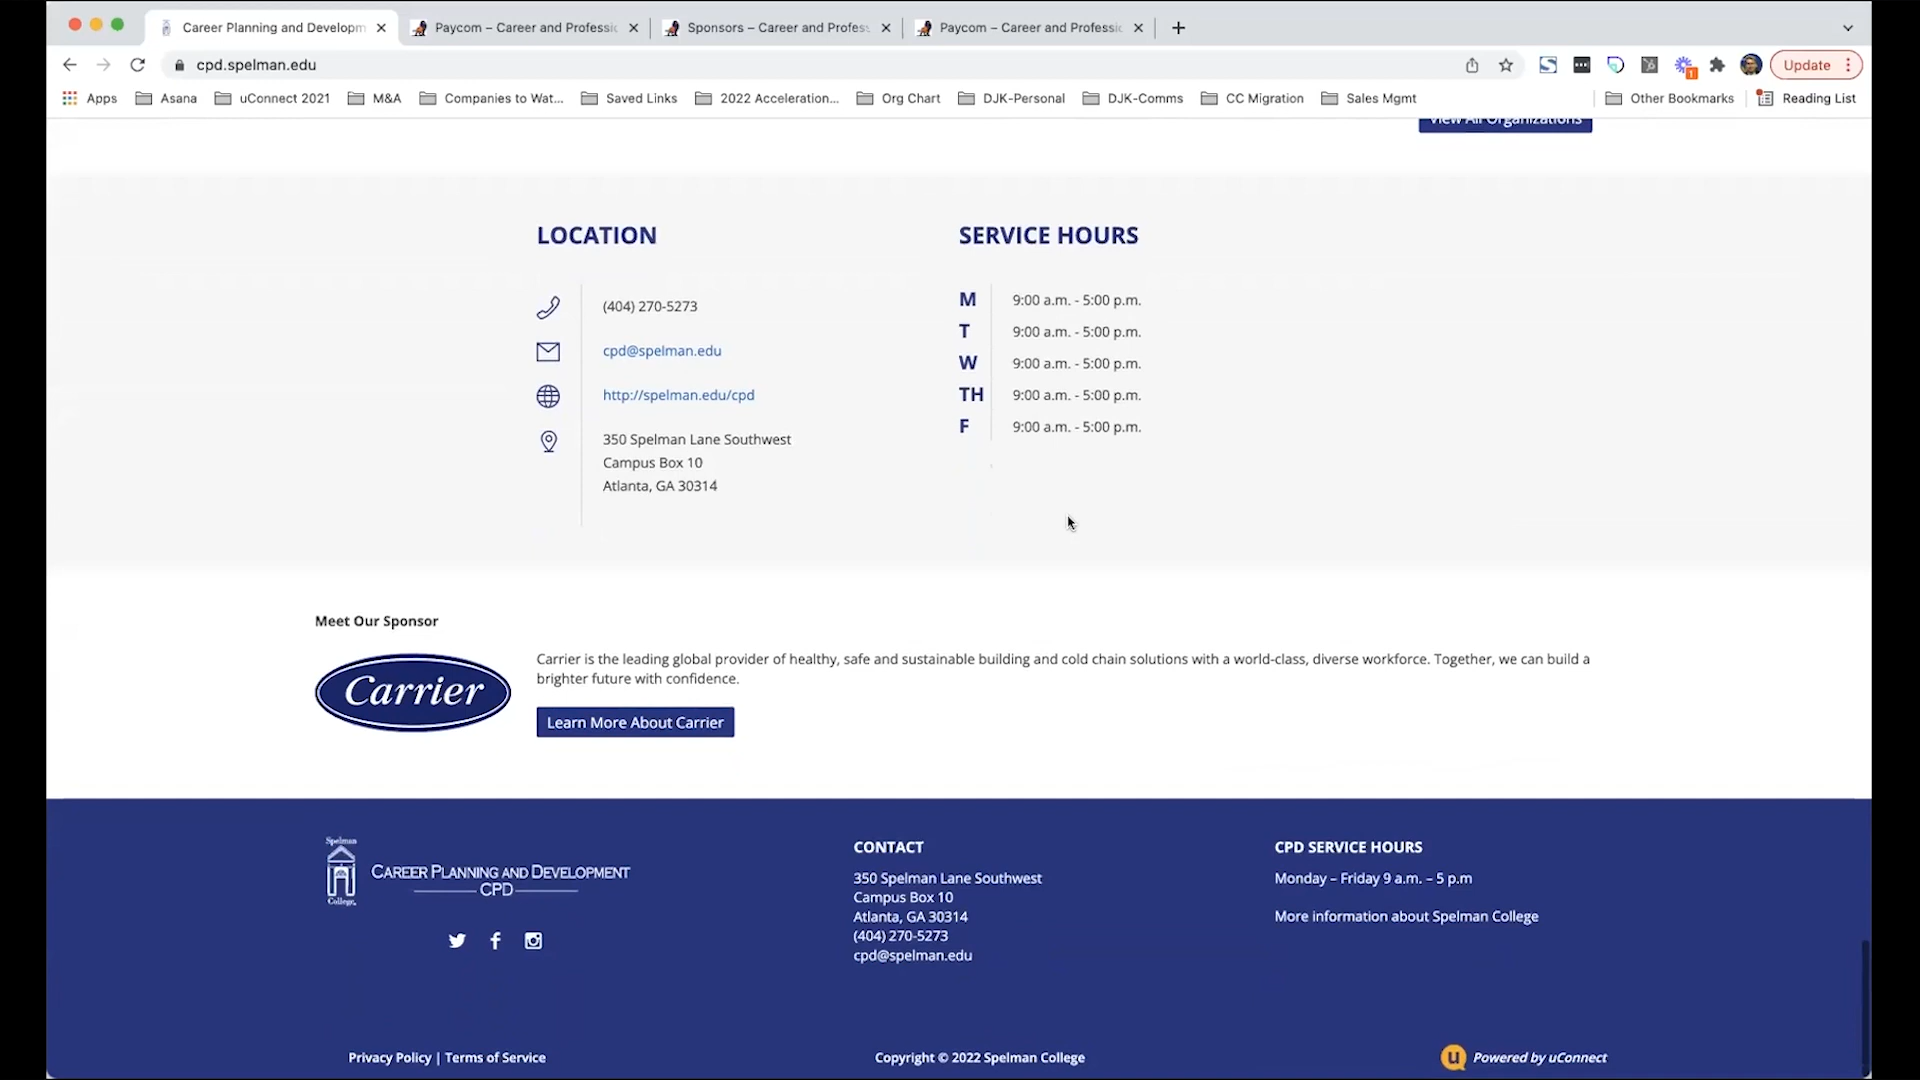 Career Planning and Developm
Paycom – Career and Professic
Sponsors – Career and Profes
Paycom – Career and Professic
cpd.spelman.edu
Update
Apps
Asana
uConnect 2021
M&A
Companies to Wat...
Saved Links
2022 Acceleration...
Org Chart
DJK-Personal
DJK-Comms
CC Migration
Sales Mgmt
Other Bookmarks
Reading List
View All Organizations
LOCATION
(404) 270-5273
cpd@spelman.edu
http://spelman.edu/cpd
350 Spelman Lane Southwest
Campus Box 10
Atlanta, GA 30314
SERVICE HOURS
M 9:00 a.m. - 5:00 p.m.
T 9:00 a.m. - 5:00 p.m.
W 9:00 a.m. - 5:00 p.m.
TH 9:00 a.m. - 5:00 p.m.
F 9:00 a.m. - 5:00 p.m.
Meet Our Sponsor
Carrier
Carrier is the leading global provider of healthy, safe and sustainable building and cold chain solutions with a world-class, diverse workforce. Together, we can build a
brighter future with confidence.
Learn More About Carrier
Spelman
College
CAREER PLANNING AND DEVELOPMENT
CPD
CONTACT
350 Spelman Lane Southwest
Campus Box 10
Atlanta, GA 30314
(404) 270-5273
cpd@spelman.edu
CPD SERVICE HOURS
Monday – Friday 9 a.m. – 5 p.m
More information about Spelman College
Privacy Policy | Terms of Service
Copyright © 2022 Spelman College
u Powered by uConnect